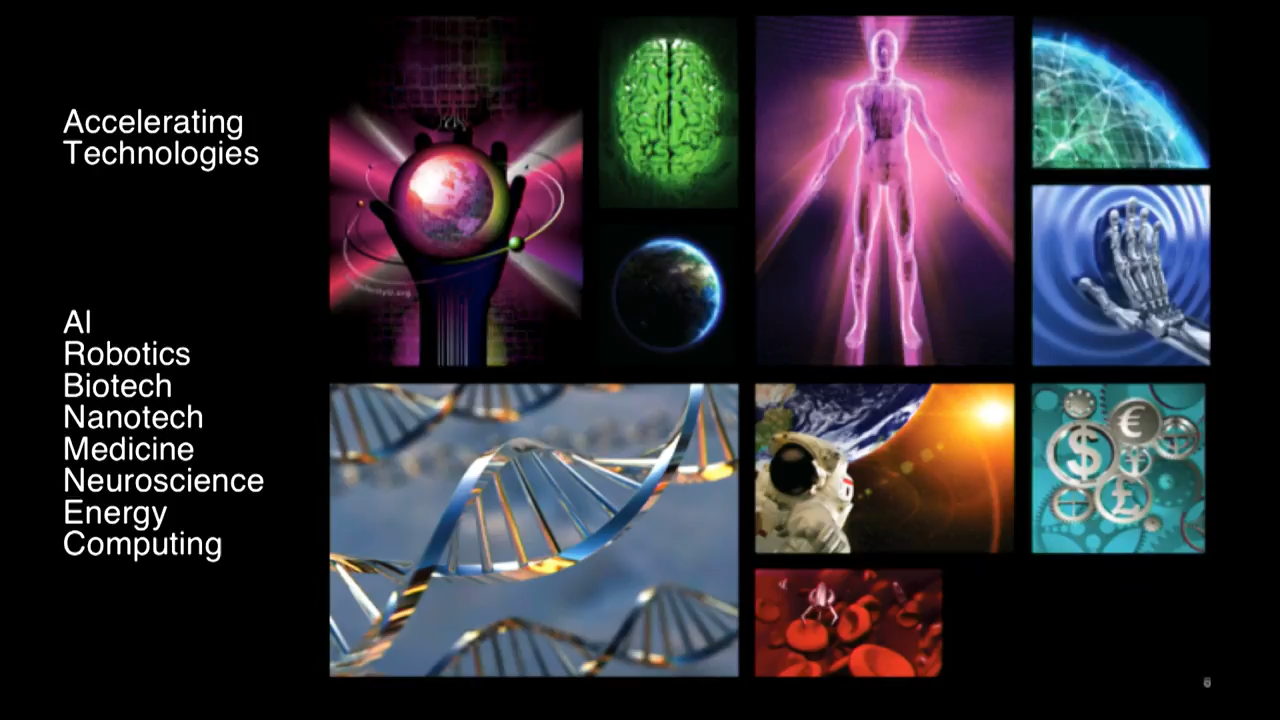 Accelerating
Technologies
AI
Robotics
Biotech
Nanotech
Medicine
Neuroscience
Energy
Computing
$
€
£